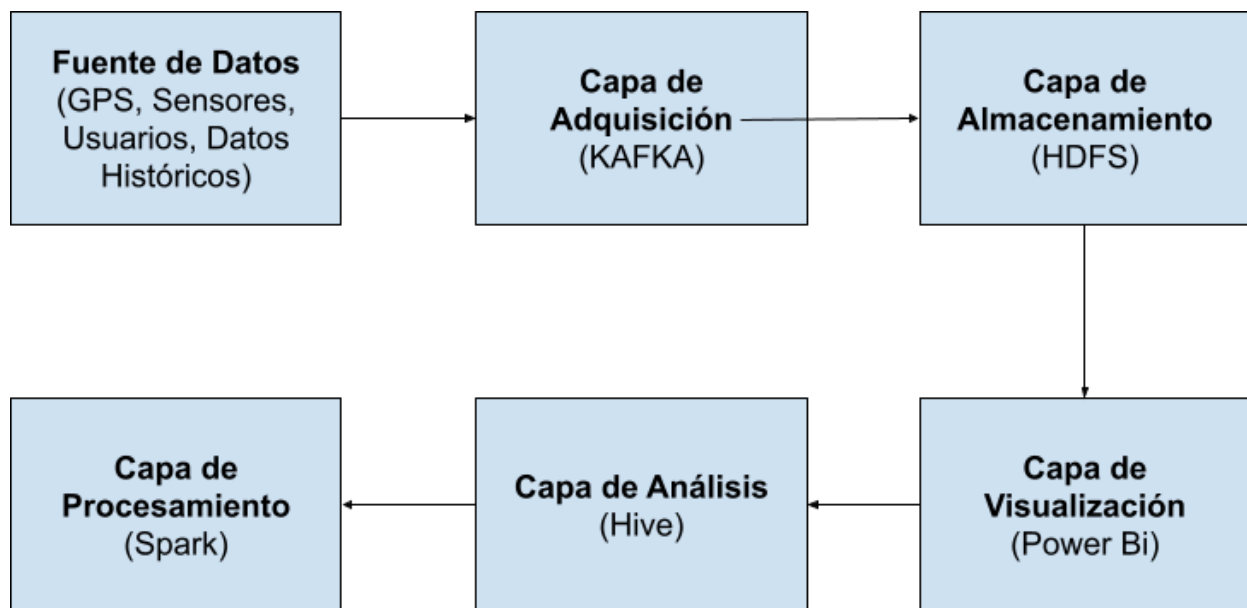 Fuente de Datos
(GPS, Sensores,
Usuarios, Datos
Históricos)
Capa de
Adquisición
(KAFKA)
Capa de
Almacenamiento
(HDFS)
Capa de
Procesamiento
(Spark)
Capa de Análisis
(Hive)
Capa de
Visualización
(Power Bi)